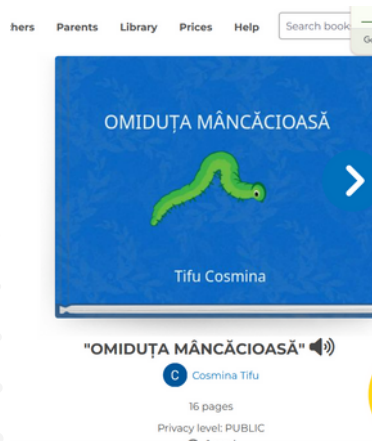 Parents Library Prices Help Search book
OMIDUȚA MÂNCĂCIOASĂ
Tifu Cosmina
"OMIDUȚA MÂNCĂCIOASĂ"
C Cosmina Tifu
16 pages
Privacy level: PUBLIC